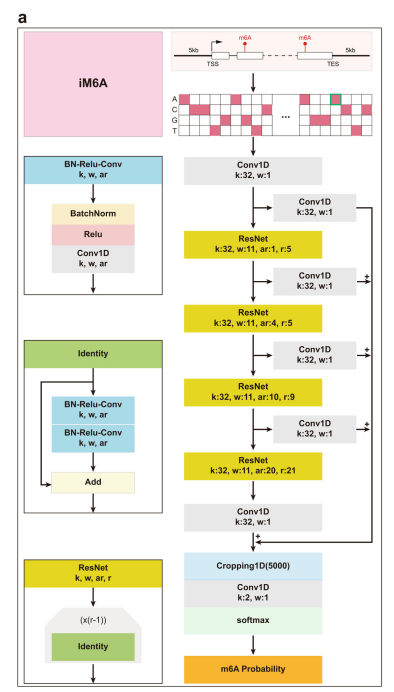 a
iM6A
5kb
m6A
m6A
5kb
TSS
TES
A
C
G
T
...
BN-Relu-Conv
k, w, ar
BatchNorm
Relu
Conv1D
k, w, ar
Identity
BN-Relu-Conv
k, w, ar
BN-Relu-Conv
k, w, ar
Add
ResNet
k, w, ar, r
(x(r-1))
Identity
Conv1D
k:32, w:1
Conv1D
k:32, w:1
ResNet
k:32, w:11, ar:1, r:5
Conv1D
k:32, w:1
+
ResNet
k:32, w:11, ar:4, r:5
Conv1D
k:32, w:1
+
ResNet
k:32, w:11, ar:10, r:9
Conv1D
k:32, w:1
+
ResNet
k:32, w:11, ar:20, r:21
Conv1D
k:32, w:1
+
Cropping1D(5000)
Conv1D
k:2, w:1
softmax
m6A Probability